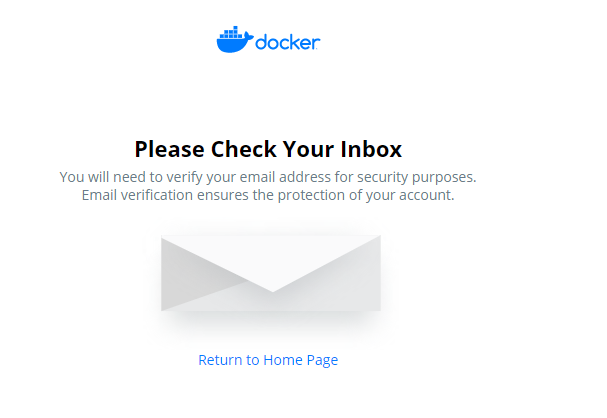 docker
Please Check Your Inbox
You will need to verify your email address for security purposes.
Email verification ensures the protection of your account.
Return to Home Page